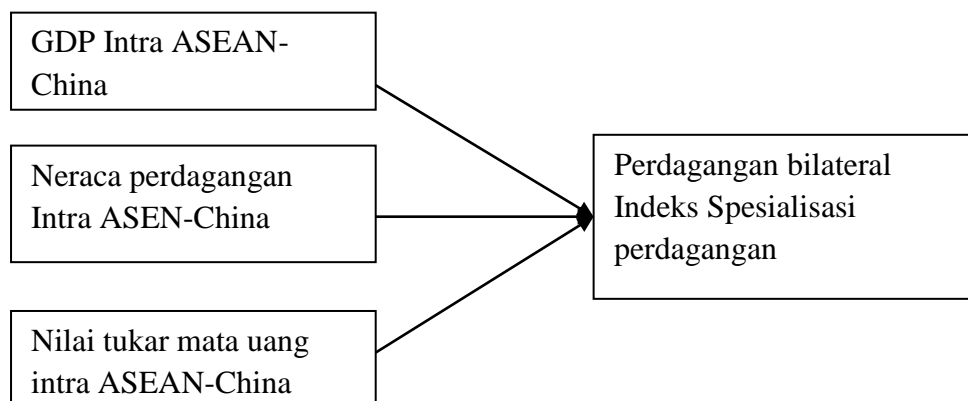 GDP Intra ASEAN-
China
Neraca perdagangan
Intra ASEN-China
Nilai tukar mata uang
intra ASEAN-China
Perdagangan bilateral
Indeks Spesialisasi
perdagangan